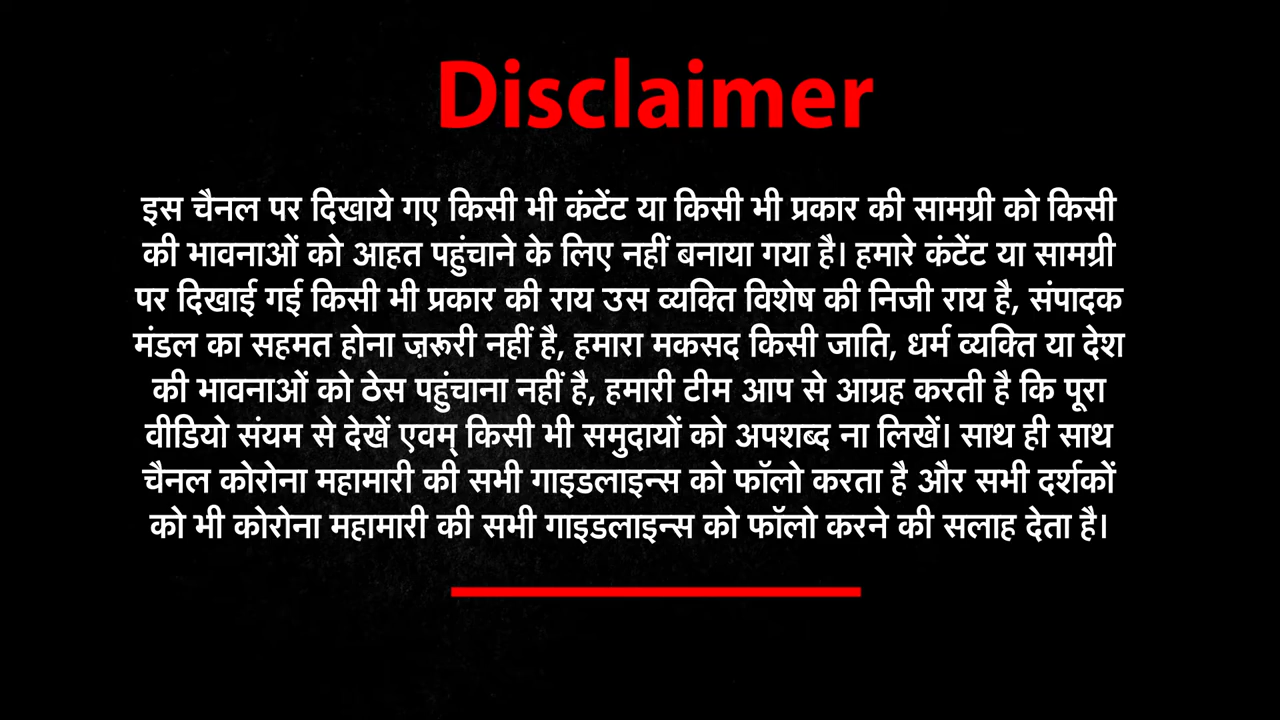 Disclaimer
इस चैनल पर दिखाये गए किसी भी कंटेंट या किसी भी प्रकार की सामग्री को किसी
की भावनाओं को आहत पहुंचाने के लिए नहीं बनाया गया है। हमारे कंटेंट या सामग्री
पर दिखाई गई किसी भी प्रकार की राय उस व्यक्ति विशेष की निजी राय है, संपादक
मंडल का सहमत होना ज़रूरी नहीं है, हमारा मकसद किसी जाति, धर्म व्यक्ति या देश
की भावनाओं को ठेस पहुंचाना नहीं है, हमारी टीम आप से आग्रह करती है कि पूरा
वीडियो संयम से देखें एवम् किसी भी समुदायों को अपशब्द ना लिखें। साथ ही साथ
चैनल कोरोना महामारी की सभी गाइडलाइन्स को फॉलो करता है और सभी दर्शकों
को भी कोरोना महामारी की सभी गाइडलाइन्स को फॉलो करने की सलाह देता है।